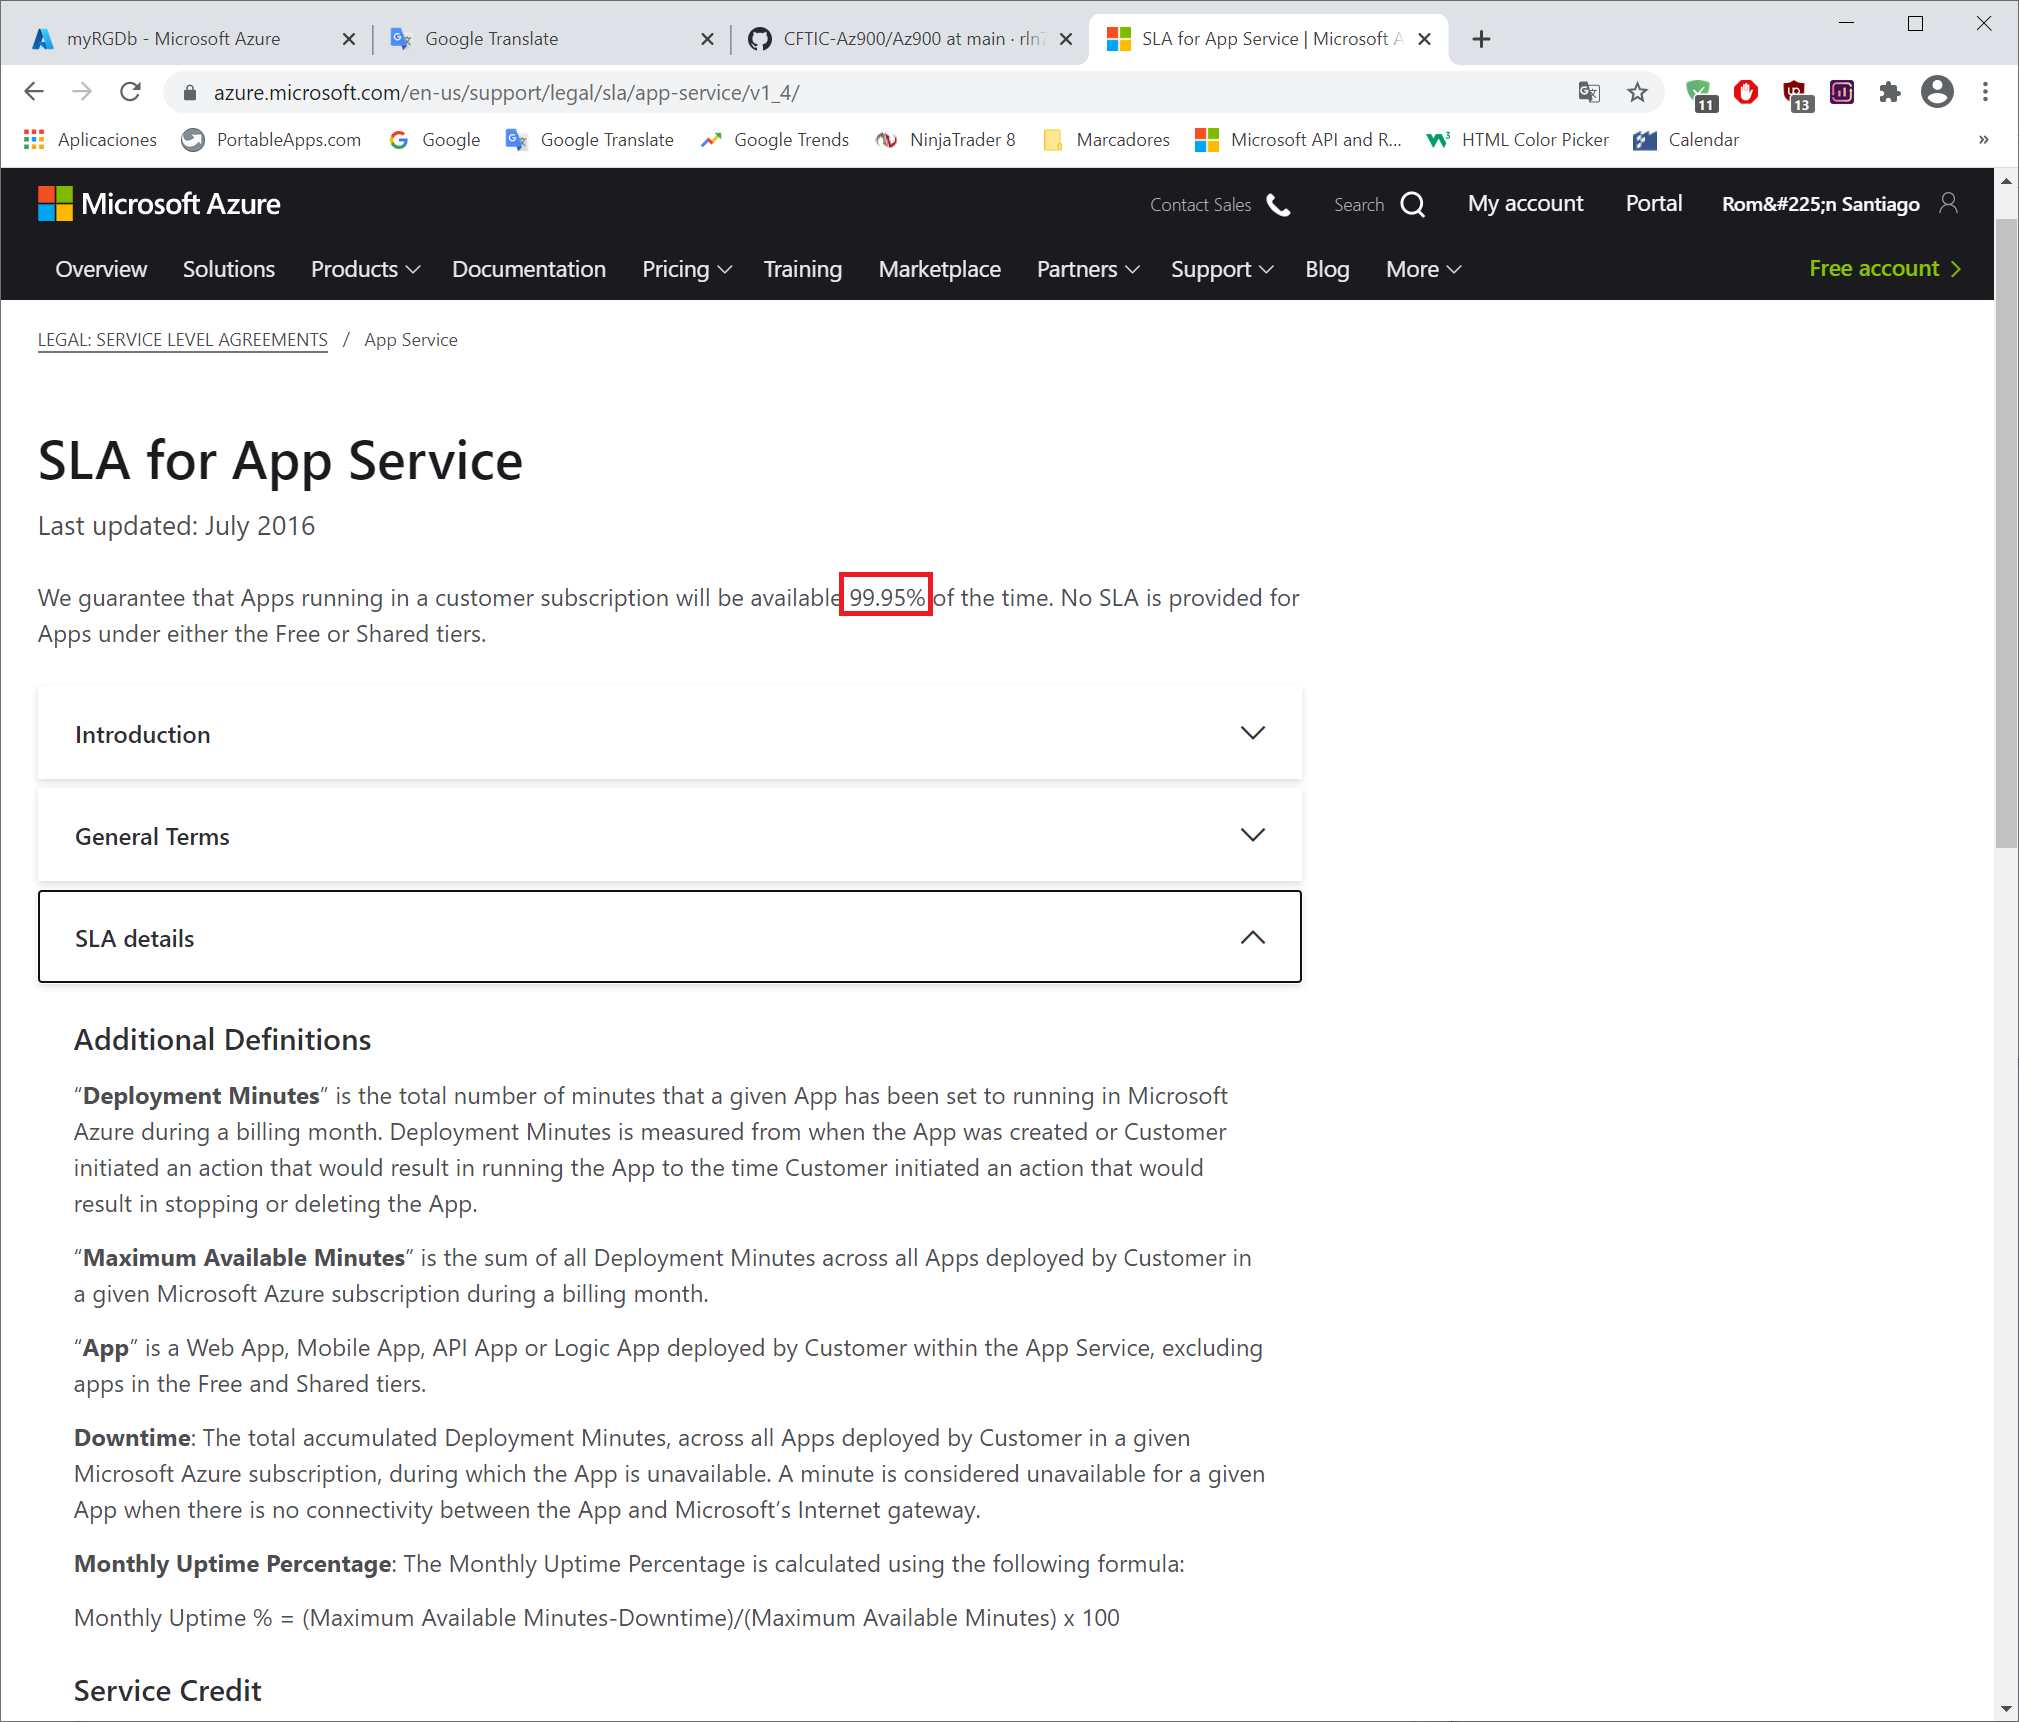 myRGDb - Microsoft Azure
Google Translate
CFTIC-Az900/Az900 at main · rln
SLA for App Service | Microsoft A
azure.microsoft.com/en-us/support/legal/sla/app-service/v1_4/
11
13
Aplicaciones
PortableApps.com
Google
Google Translate
Google Trends
NinjaTrader 8
Marcadores
Microsoft API and R...
HTML Color Picker
Calendar
»
Microsoft Azure
Contact Sales
Search
My account
Portal
Rom&#225;n Santiago
Overview
Solutions
Products
Documentation
Pricing
Training
Marketplace
Partners
Support
Blog
More
Free account
LEGAL: SERVICE LEVEL AGREEMENTS / App Service
SLA for App Service
Last updated: July 2016
We guarantee that Apps running in a customer subscription will be available 99.95% of the time. No SLA is provided for
Apps under either the Free or Shared tiers.
Introduction
General Terms
SLA details
Additional Definitions
“Deployment Minutes” is the total number of minutes that a given App has been set to running in Microsoft
Azure during a billing month. Deployment Minutes is measured from when the App was created or Customer
initiated an action that would result in running the App to the time Customer initiated an action that would
result in stopping or deleting the App.
“Maximum Available Minutes” is the sum of all Deployment Minutes across all Apps deployed by Customer in
a given Microsoft Azure subscription during a billing month.
“App” is a Web App, Mobile App, API App or Logic App deployed by Customer within the App Service, excluding
apps in the Free and Shared tiers.
Downtime: The total accumulated Deployment Minutes, across all Apps deployed by Customer in a given
Microsoft Azure subscription, during which the App is unavailable. A minute is considered unavailable for a given
App when there is no connectivity between the App and Microsoft’s Internet gateway.
Monthly Uptime Percentage: The Monthly Uptime Percentage is calculated using the following formula:
Monthly Uptime % = (Maximum Available Minutes-Downtime)/(Maximum Available Minutes) x 100
Service Credit